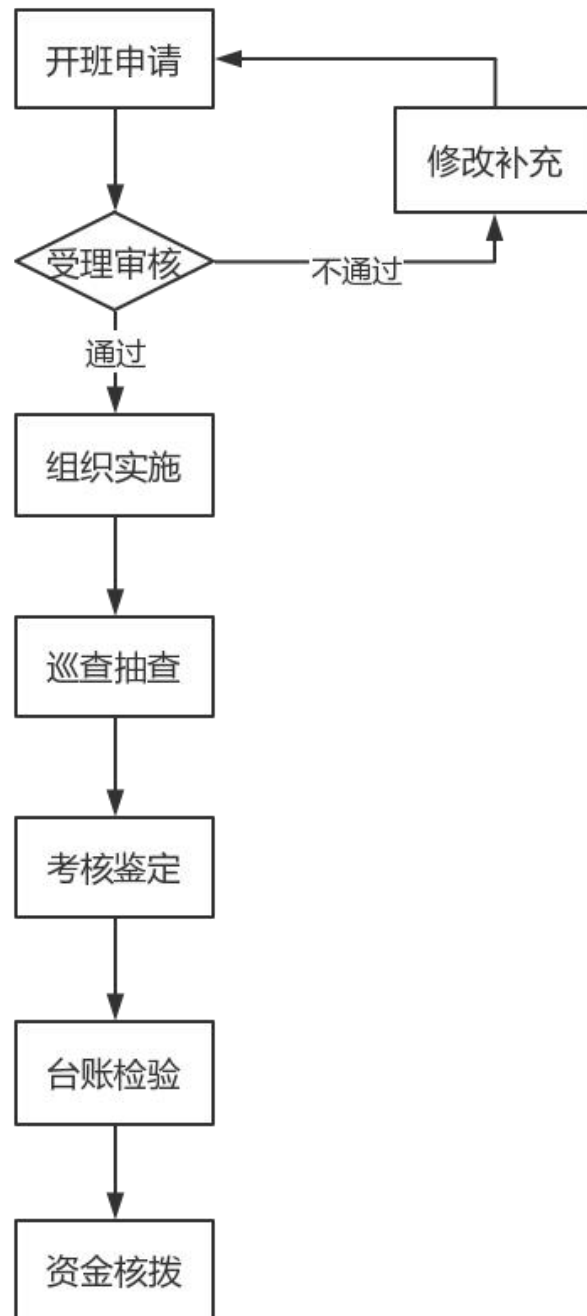 开班申请
修改补充
受理审核
不通过
通过
组织实施
巡查抽查
考核鉴定
台账检验
资金核拨